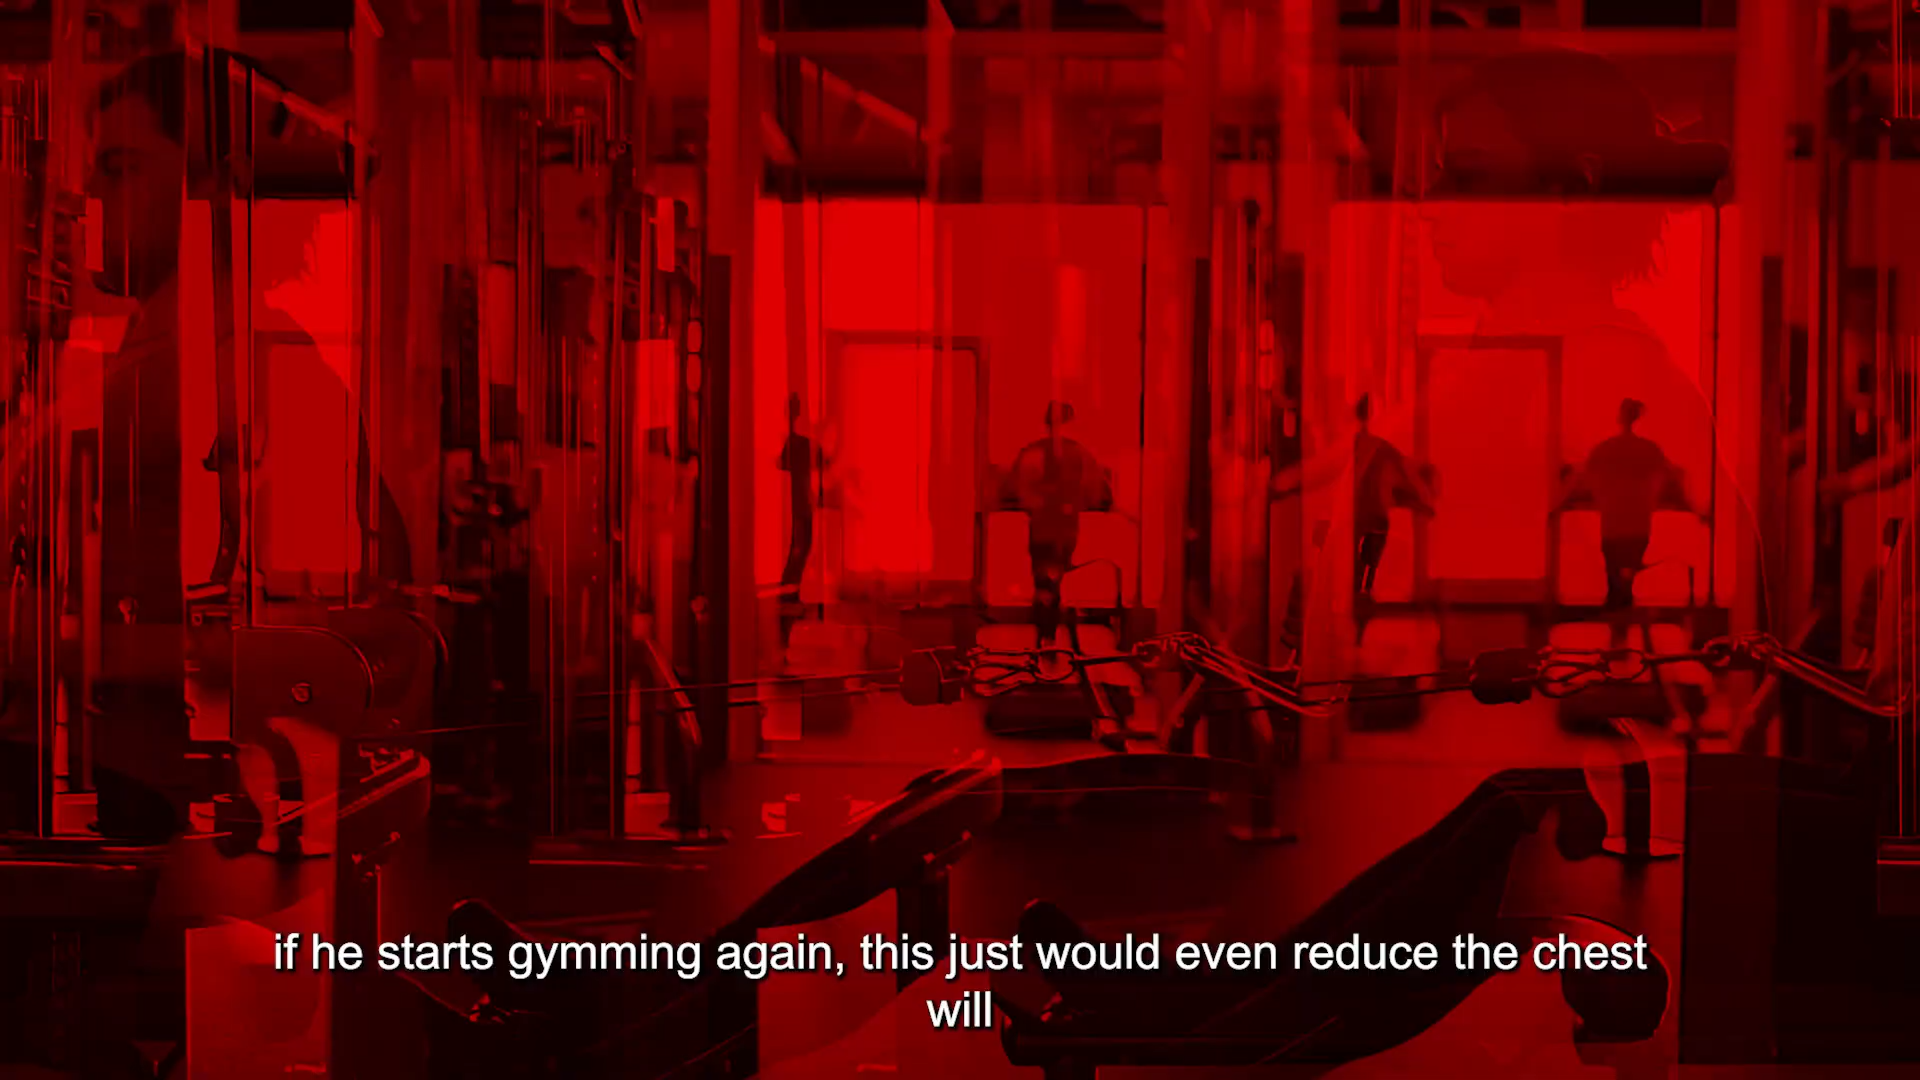 if he starts gymming again, this just would even reduce the chest
will